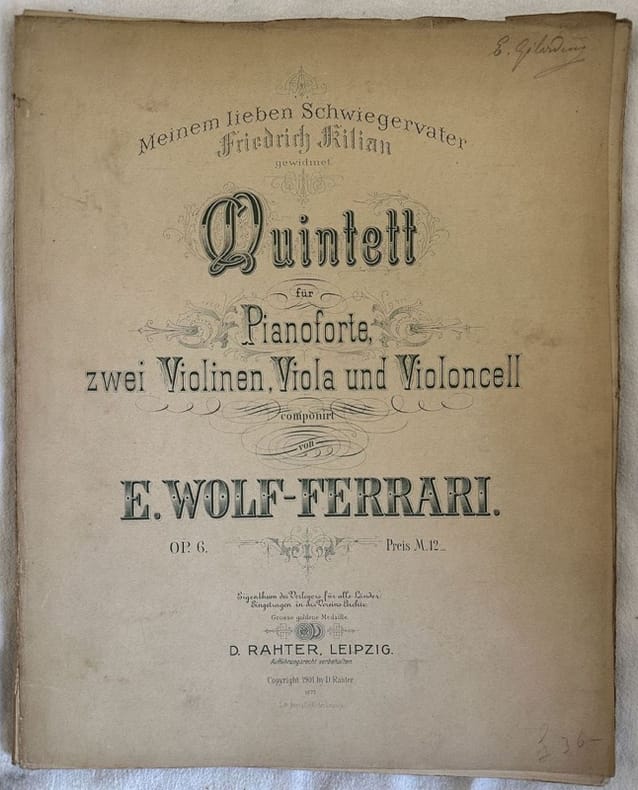 Meinem lieben Schwiegervater
Friedrich Kilian
gewidmet.
Quintett
für
Pianoforte,
zwei Violinen, Viola und Violoncell
componirt
von
E. WOLF-FERRARI.
OP. 6. Preis M. 12_
Eigenthum des Verlegers für alle Länder.
Eingetragen in das Vereins Archiv.
Grosse goldene Medaille.
D. RAHTER, LEIPZIG.
Aufführungsrecht vorbehalten.
Copyright 1901 by D. Rahter
36-